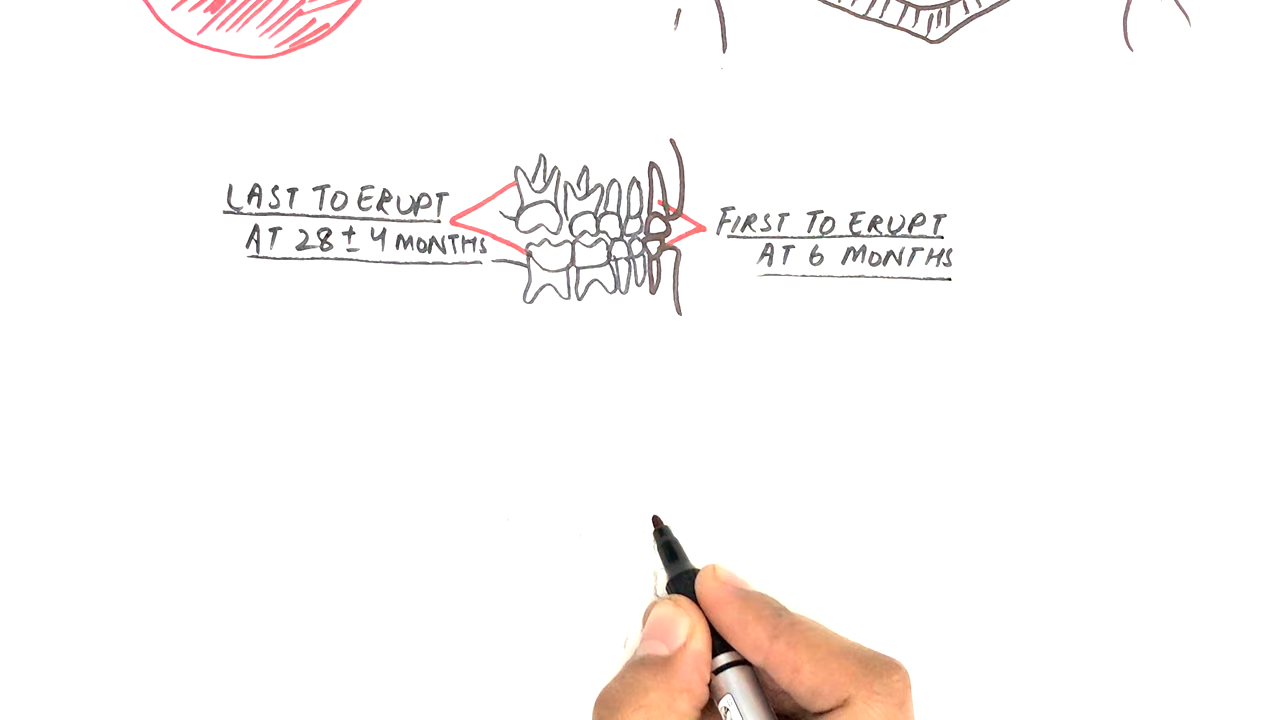 LAST TO ERUPT
AT 28 ± 4 MONTHS
FIRST TO ERUPT
AT 6 MONTHS